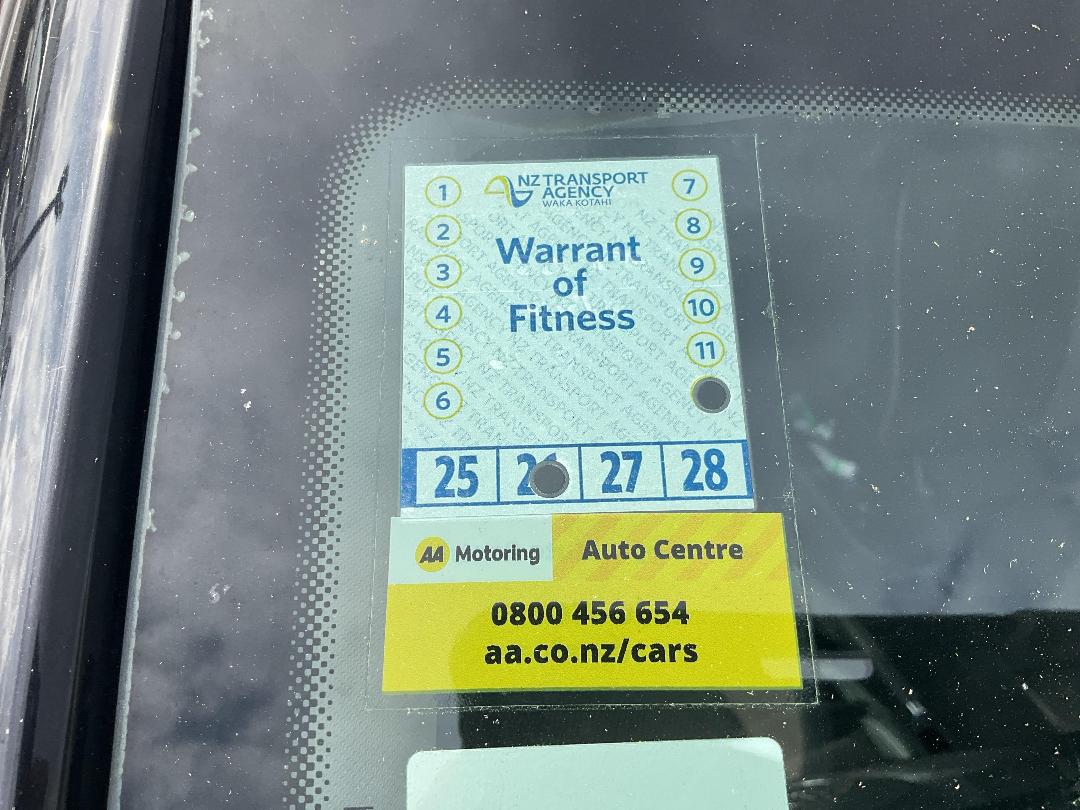 NZ TRANSPORT
AGENCY
WAKA KOTAHI
Warrant
of
Fitness
1
2
3
4
5
6
7
8
9
10
11
25 27 28
AA Motoring
Auto Centre
0800 456 654
aa.co.nz/cars